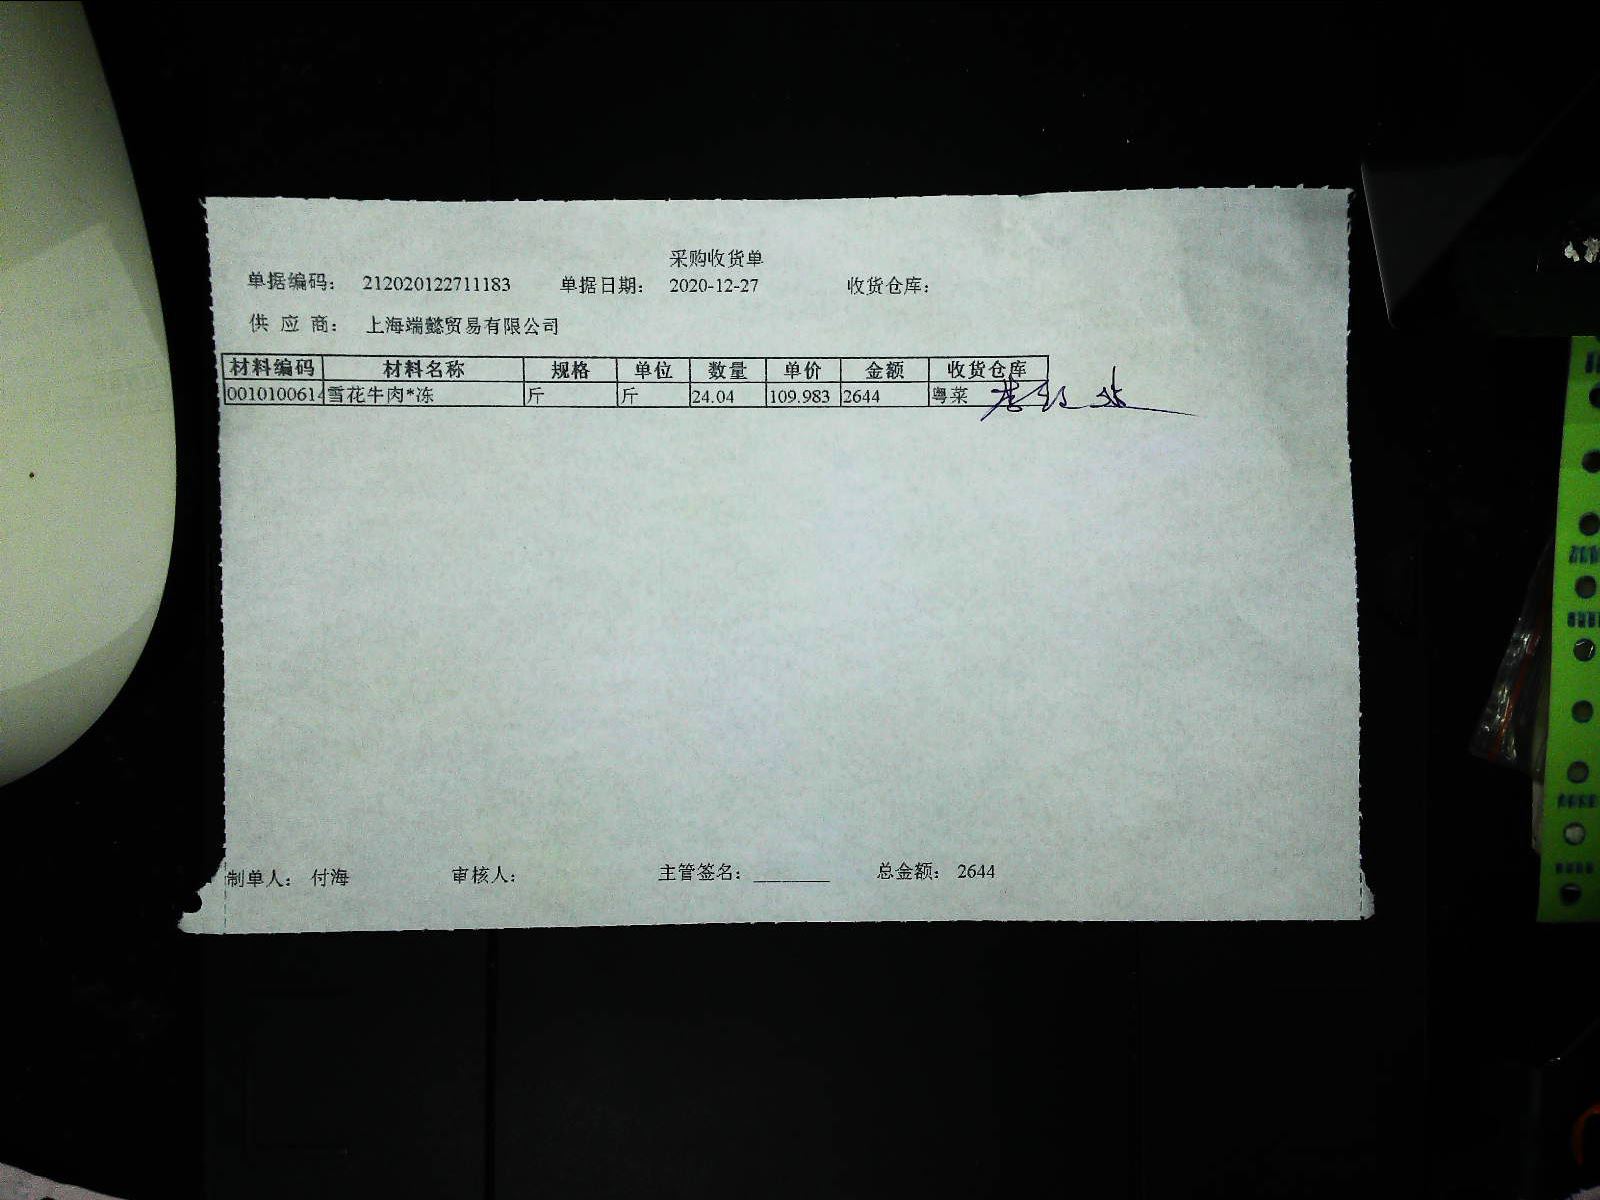 采购收货单
单据编码： 212020122711183 单据日期： 2020-12-27 收货仓库：
供 应 商： 上海端懿贸易有限公司
材料编码 材料名称 规格 单位 数量 单价 金额 收货仓库
0010100614 雪花牛肉*冻 斤 斤 24.04 109.983 2644 粤菜
制单人： 付海 审核人： 主管签名：________ 总金额： 2644